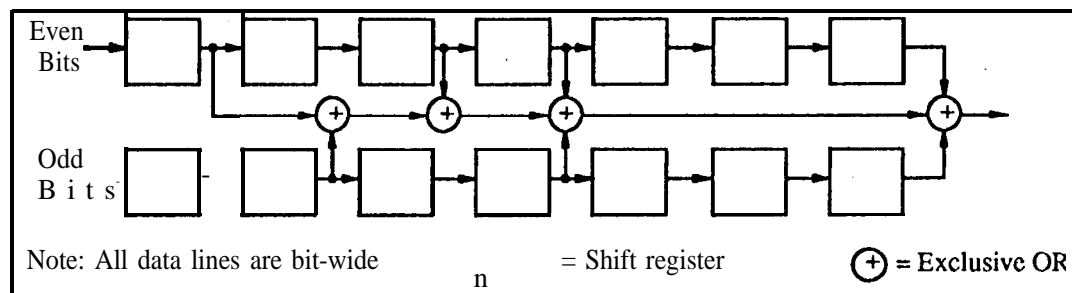 Even
Bits
Odd
B i t s
Note: All data lines are bit-wide
n
= Shift register
+ = Exclusive OR